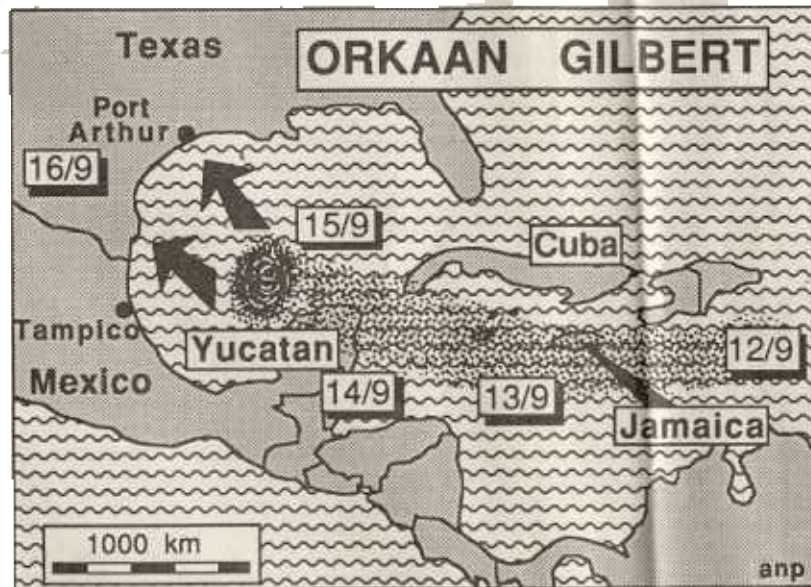 Texas
ORKAAN GILBERT
Port
Arthur
16/9
15/9
Cuba
Tampico
Yucatan
12/9
Mexico
14/9
13/9
Jamaica
1000 km
anp